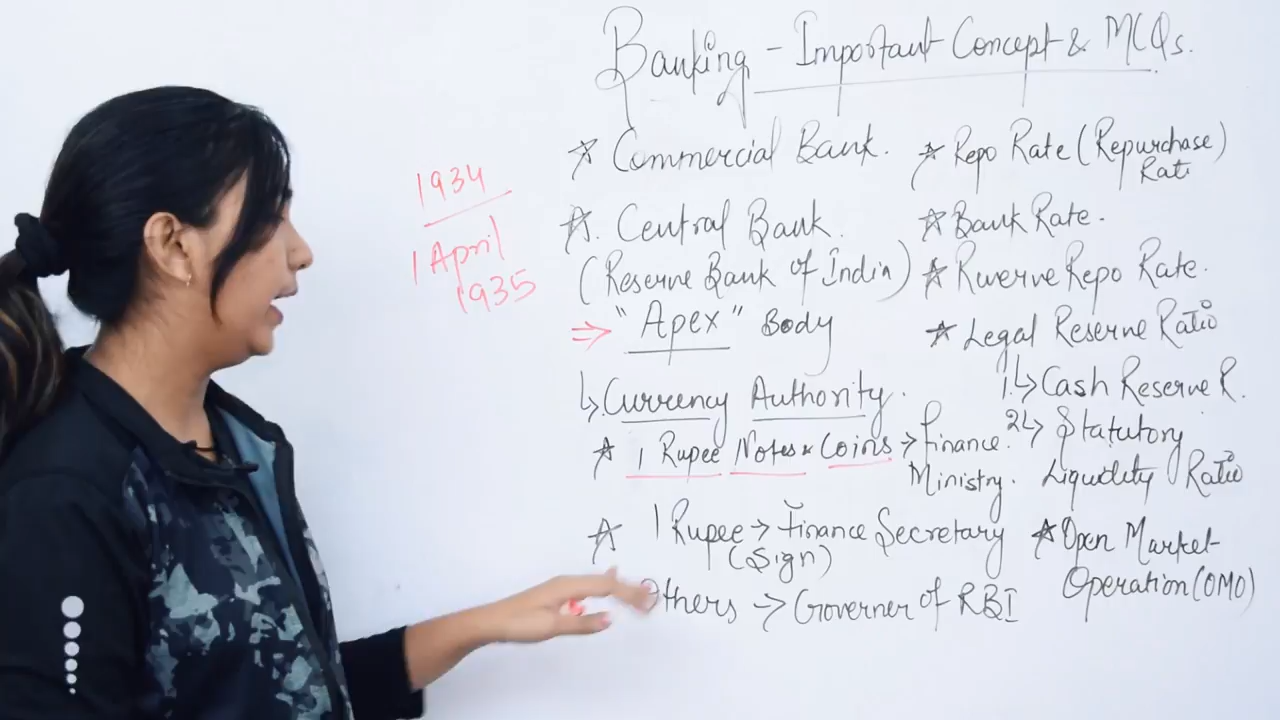 Banking - Important Concept & MCQs.
1934
1 April
1935
☆ Commercial Bank.
☆. Central Bank.
(Reserve Bank of India)
⇒ "Apex" Body
↳ Currency Authority.
☆ 1 Rupee Notes & Coins → Finance
Ministry.
☆ 1 Rupee → Finance Secretary
(Sign)
Others → Governer of RBI
☆ Repo Rate (Repurchase)
Rate
☆ Bank Rate.
☆ Reverve Repo Rate.
☆ Legal Reserve Ratio
1.↳ Cash Reserve R.
2↳ Statutory
Liquidity Ratio
☆ Open Market
Operation (OMO)